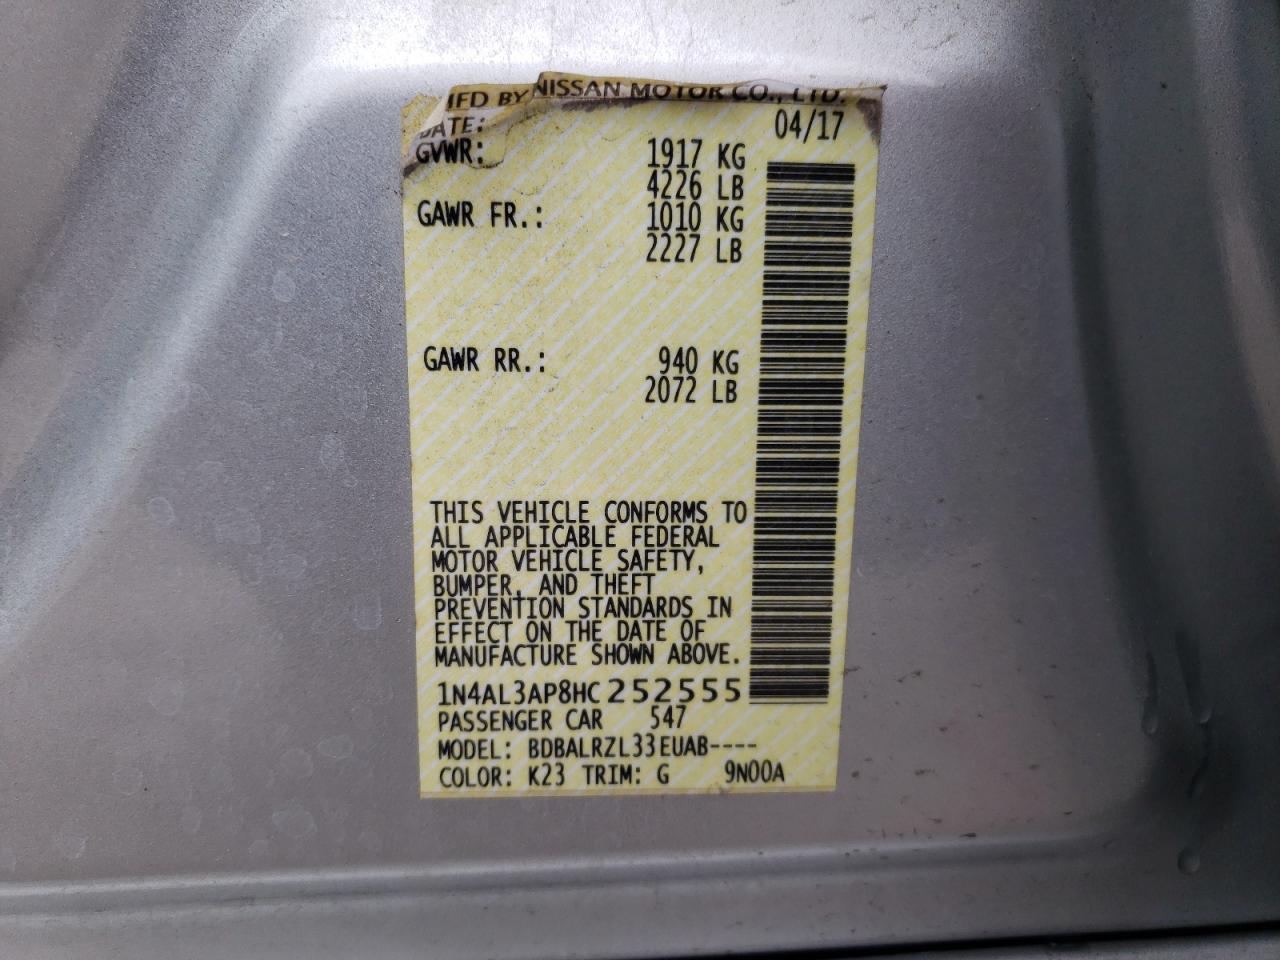 MFD BY NISSAN MOTOR CO., LTD.
DATE: 04/17
GVWR: 1917 KG
4226 LB
GAWR FR.: 1010 KG
2227 LB
GAWR RR.: 940 KG
2072 LB
THIS VEHICLE CONFORMS TO
ALL APPLICABLE FEDERAL
MOTOR VEHICLE SAFETY,
BUMPER, AND THEFT
PREVENTION STANDARDS IN
EFFECT ON THE DATE OF
MANUFACTURE SHOWN ABOVE.
1N4AL3AP8HC252555
PASSENGER CAR 547
MODEL: BDBALRZL33EUAB----
COLOR: K23 TRIM: G 9N00A